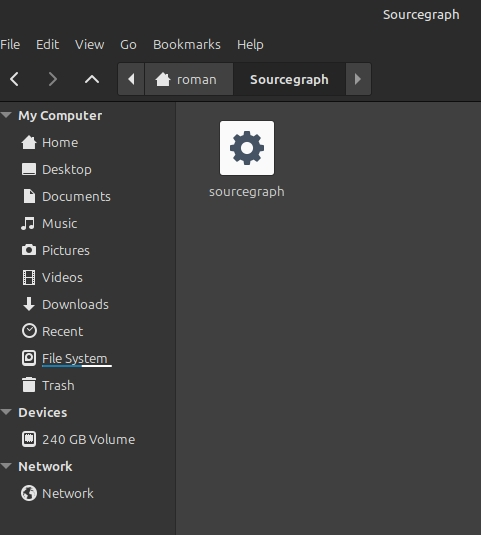 Sourcegraph
File Edit View Go Bookmarks Help
roman Sourcegraph
My Computer
Home
Desktop
Documents
Music
Pictures
Videos
Downloads
Recent
File System
Trash
Devices
240 GB Volume
Network
Network
sourcegraph